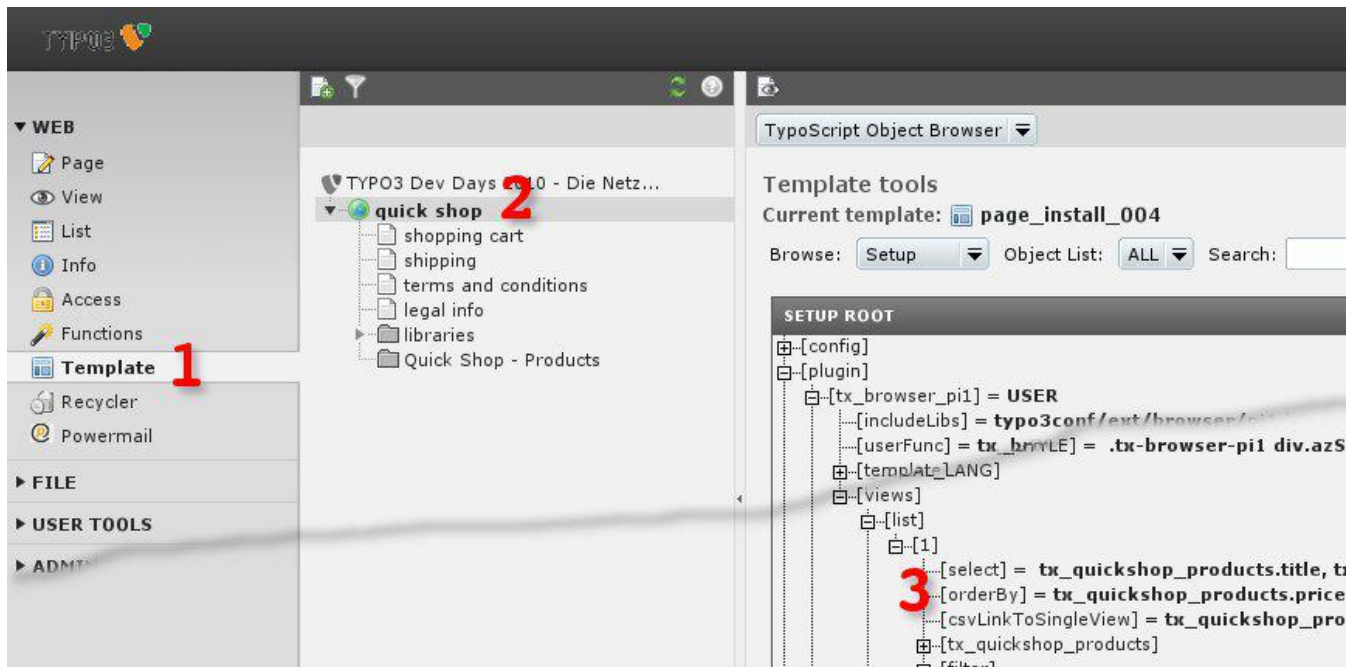 TYPO3
WEB
Page
View
List
Info
Access
Functions
Template
1
Recycler
Powermail
FILE
USER TOOLS
TYPO3 Dev Days 2010 - Die Netz...
2
quick shop
shopping cart
shipping
terms and conditions
legal info
libraries
Quick Shop - Products
TypoScript Object Browser
Template tools
Current template: page_install_004
Browse: Setup Object List: ALL Search:
SETUP ROOT
[config]
[plugin]
[tx_browser_pi1] = USER
[includeLibs] = typo3conf/ext/browser/
[userFunc] = .tx-browser-pi1 div.azS
[template_LANG]
[views]
[list]
[1]
3
[select] = tx_quickshop_products.title, t
[orderBy] = tx_quickshop_products.price
[csvLinkToSingleView] = tx_quickshop_pro
[tx_quickshop_products]
[filter]